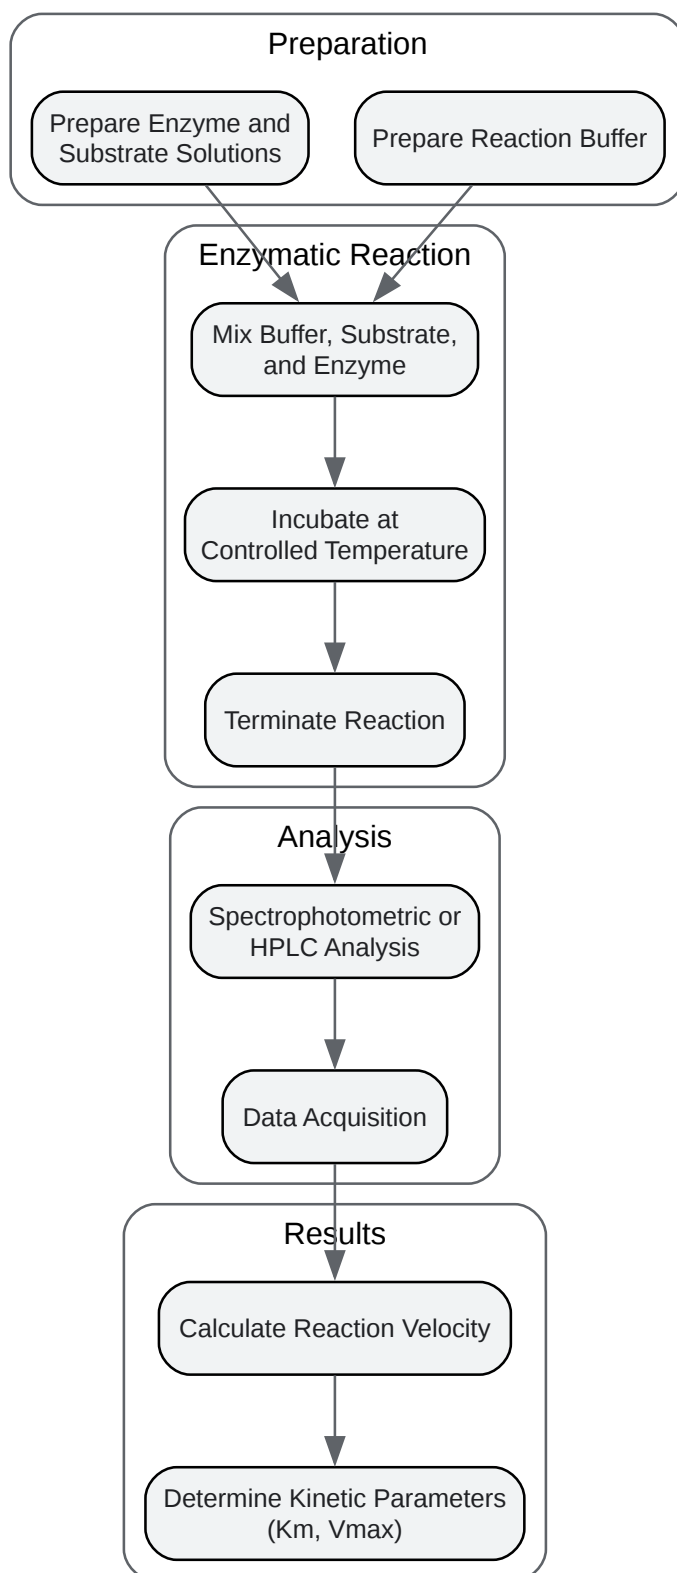 Preparation
Prepare Enzyme and
Substrate Solutions
Prepare Reaction Buffer
Enzymatic Reaction
Mix Buffer, Substrate,
and Enzyme
Incubate at
Controlled Temperature
Terminate Reaction
Analysis
Spectrophotometric or
HPLC Analysis
Data Acquisition
Results
Calculate Reaction Velocity
Determine Kinetic Parameters
(Km, Vmax)